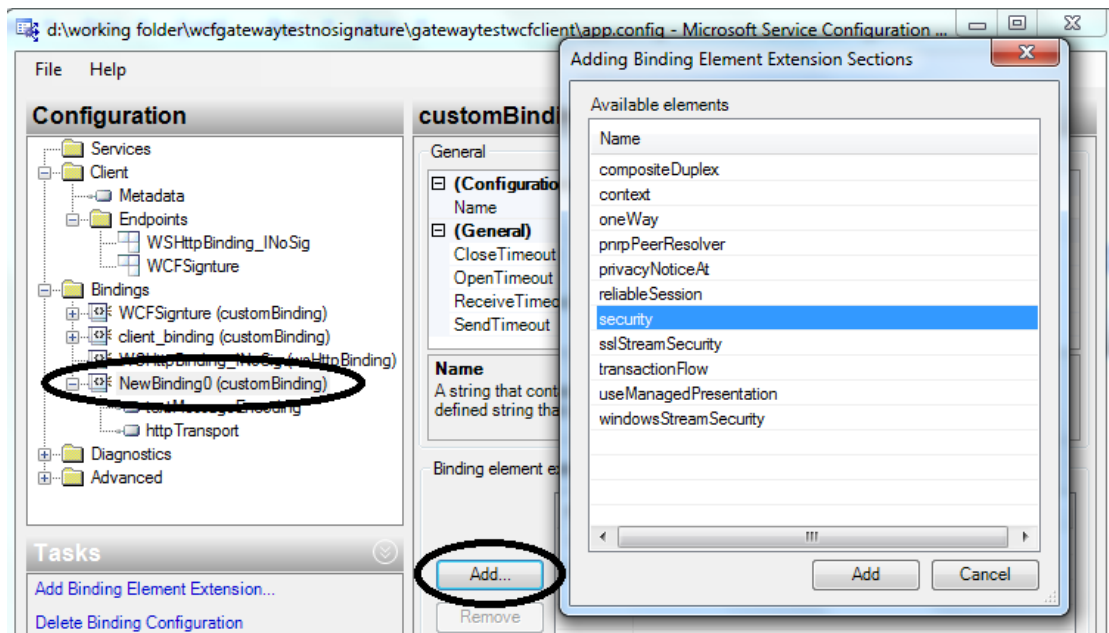 d:\working folder\wcfgatewaytestnosignature\gatewaytestwcfclient\app.config - Microsoft Service Configuration ...
File Help
Configuration
Services
Client
Metadata
Endpoints
WSHttpBinding_INoSig
WCFSignture
Bindings
WCFSignture (customBinding)
client_binding (customBinding)
WSHttpBinding_INoSig (wsHttpBinding)
NewBinding0 (customBinding)
textMessageEncoding
httpTransport
Diagnostics
Advanced
Tasks
Add Binding Element Extension...
Delete Binding Configuration
customBindi
General
(Configuratio
Name
(General)
CloseTimeout
OpenTimeout
ReceiveTimeo
SendTimeout
Name
A string that cont
defined string tha
Binding element e
Add...
Remove
Adding Binding Element Extension Sections
Available elements
Name
compositeDuplex
context
oneWay
pnrpPeerResolver
privacyNoticeAt
reliableSession
security
sslStreamSecurity
transactionFlow
useManagedPresentation
windowsStreamSecurity
Add Cancel